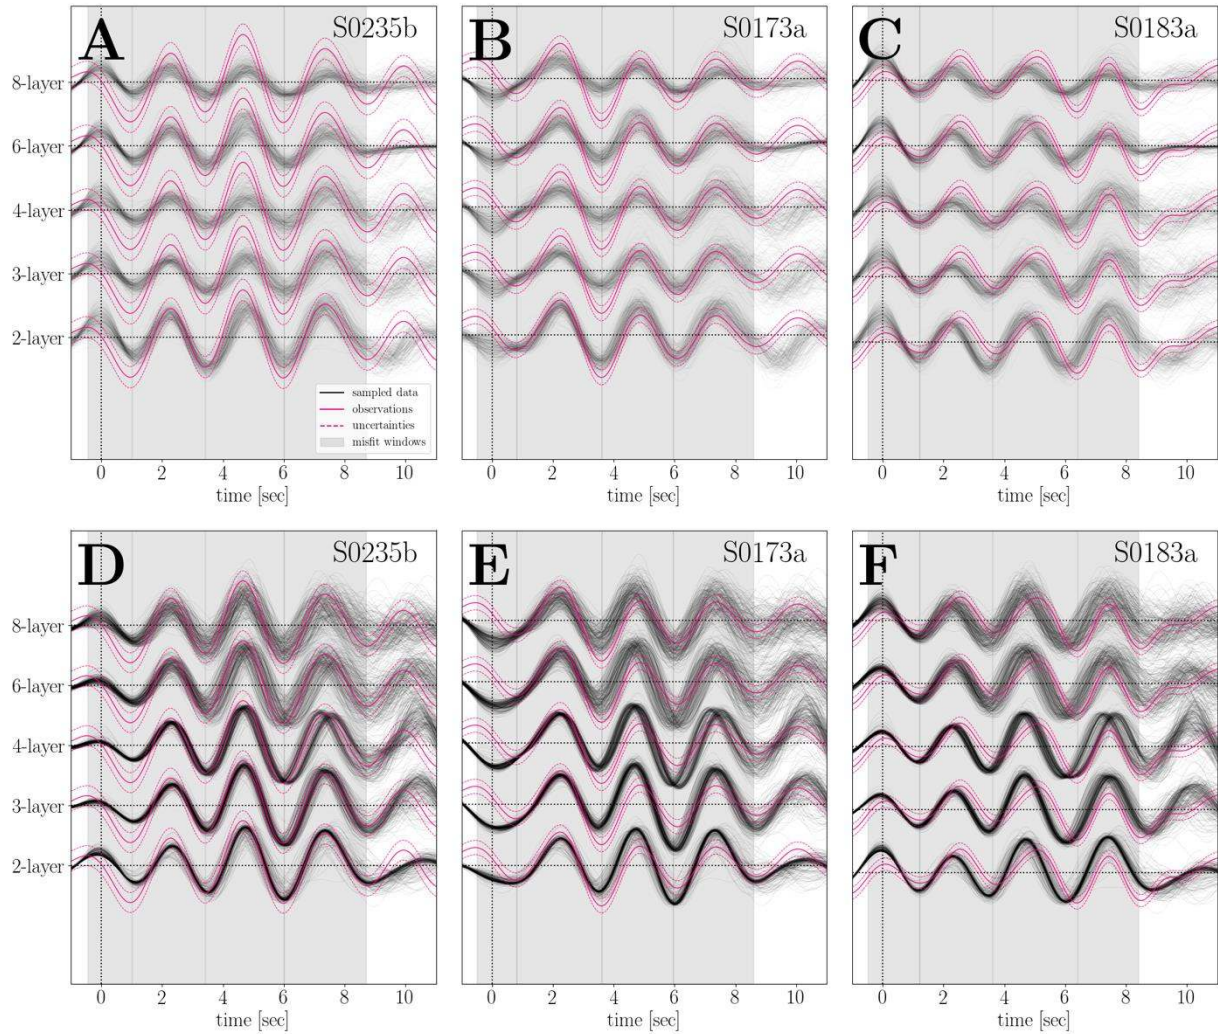 A
S0235b
B
S0173a
C
S0183a
8-layer
6-layer
4-layer
3-layer
2-layer
sampled data
observations
uncertainties
misfit windows
0 2 4 6 8 10
0 2 4 6 8 10
0 2 4 6 8 10
time [sec]
time [sec]
time [sec]
D
S0235b
E
S0173a
F
S0183a
8-layer
6-layer
4-layer
3-layer
2-layer
0 2 4 6 8 10
0 2 4 6 8 10
0 2 4 6 8 10
time [sec]
time [sec]
time [sec]